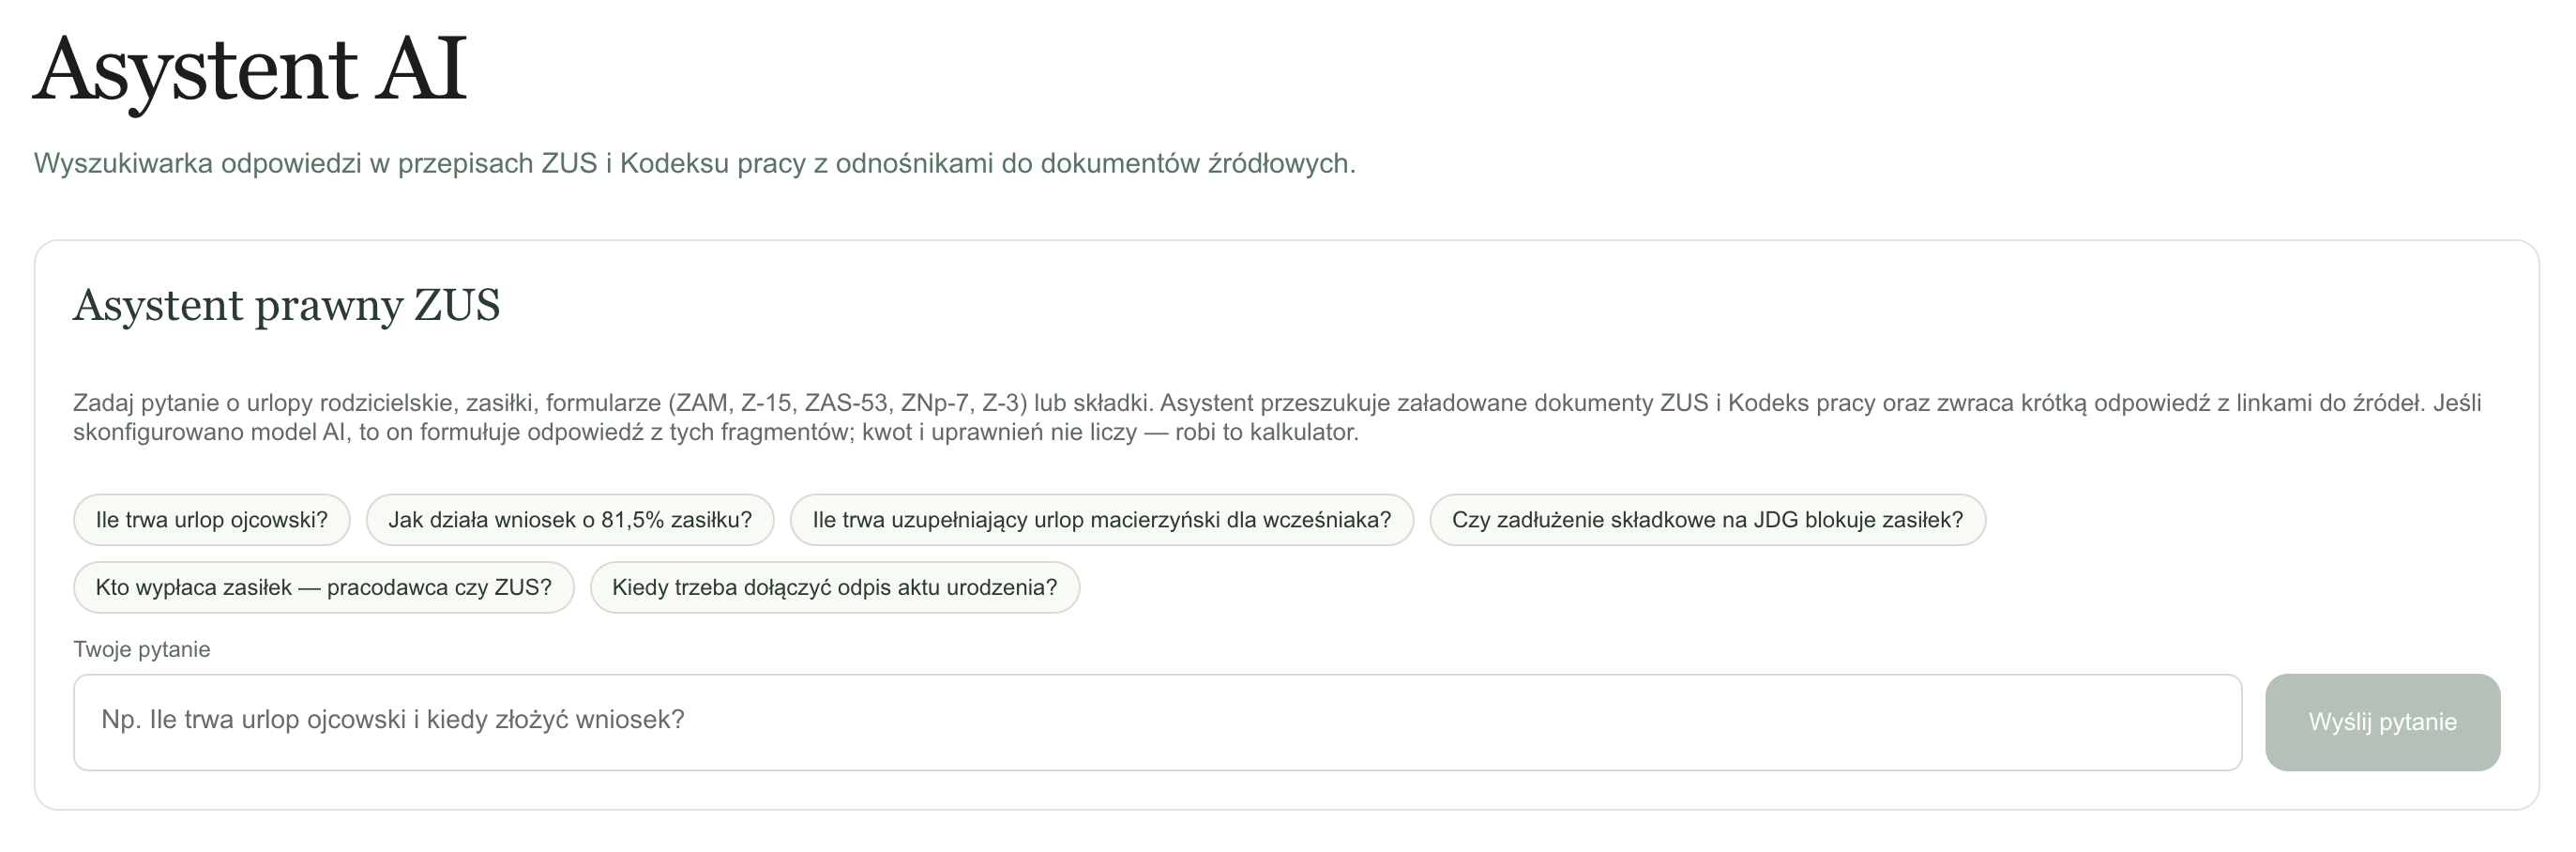 Asystent AI
Wyszukiwarka odpowiedzi w przepisach ZUS i Kodeksu pracy z odnośnikami do dokumentów źródłowych.
Asystent prawny ZUS
Zadaj pytanie o urlopy rodzicielskie, zasiłki, formularze (ZAM, Z-15, ZAS-53, ZNp-7, Z-3) lub składki. Asystent przeszukuje załadowane dokumenty ZUS i Kodeks pracy oraz zwraca krótką odpowiedź z linkami do źródeł. Jeśli
skonfigurowano model AI, to on formułuje odpowiedź z tych fragmentów; kwot i uprawnień nie liczy — robi to kalkulator.
Ile trwa urlop ojcowski? Jak działa wniosek o 81,5% zasiłku? Ile trwa uzupełniający urlop macierzyński dla wcześniaka? Czy zadłużenie składkowe na JDG blokuje zasiłek?
Kto wypłaca zasiłek — pracodawca czy ZUS? Kiedy trzeba dołączyć odpis aktu urodzenia?
Twoje pytanie
Np. Ile trwa urlop ojcowski i kiedy złożyć wniosek? Wyślij pytanie